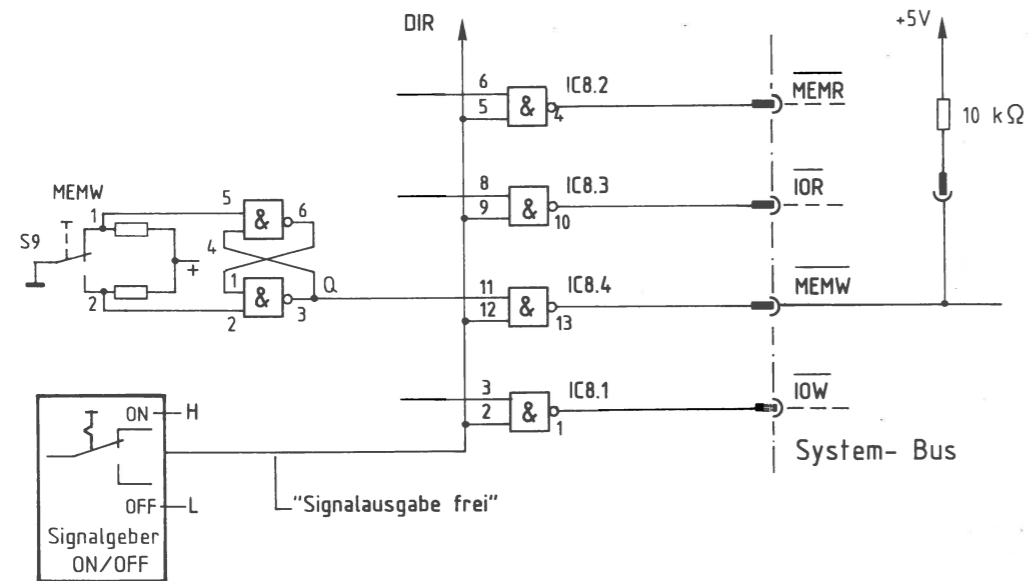 DIR
+5V
6
IC8.2
MEMR
5
&
4
10 kΩ
MEMW
5
6
8
IC8.3
IOR
&
9
&
10
S9
1
4
+
1
Q
11
IC8.4
MEMW
2
&
3
12
&
13
2
3
IC8.1
IOW
2
&
1
ON
H
System- Bus
OFF
L
"Signalausgabe frei"
Signalgeber
ON/OFF